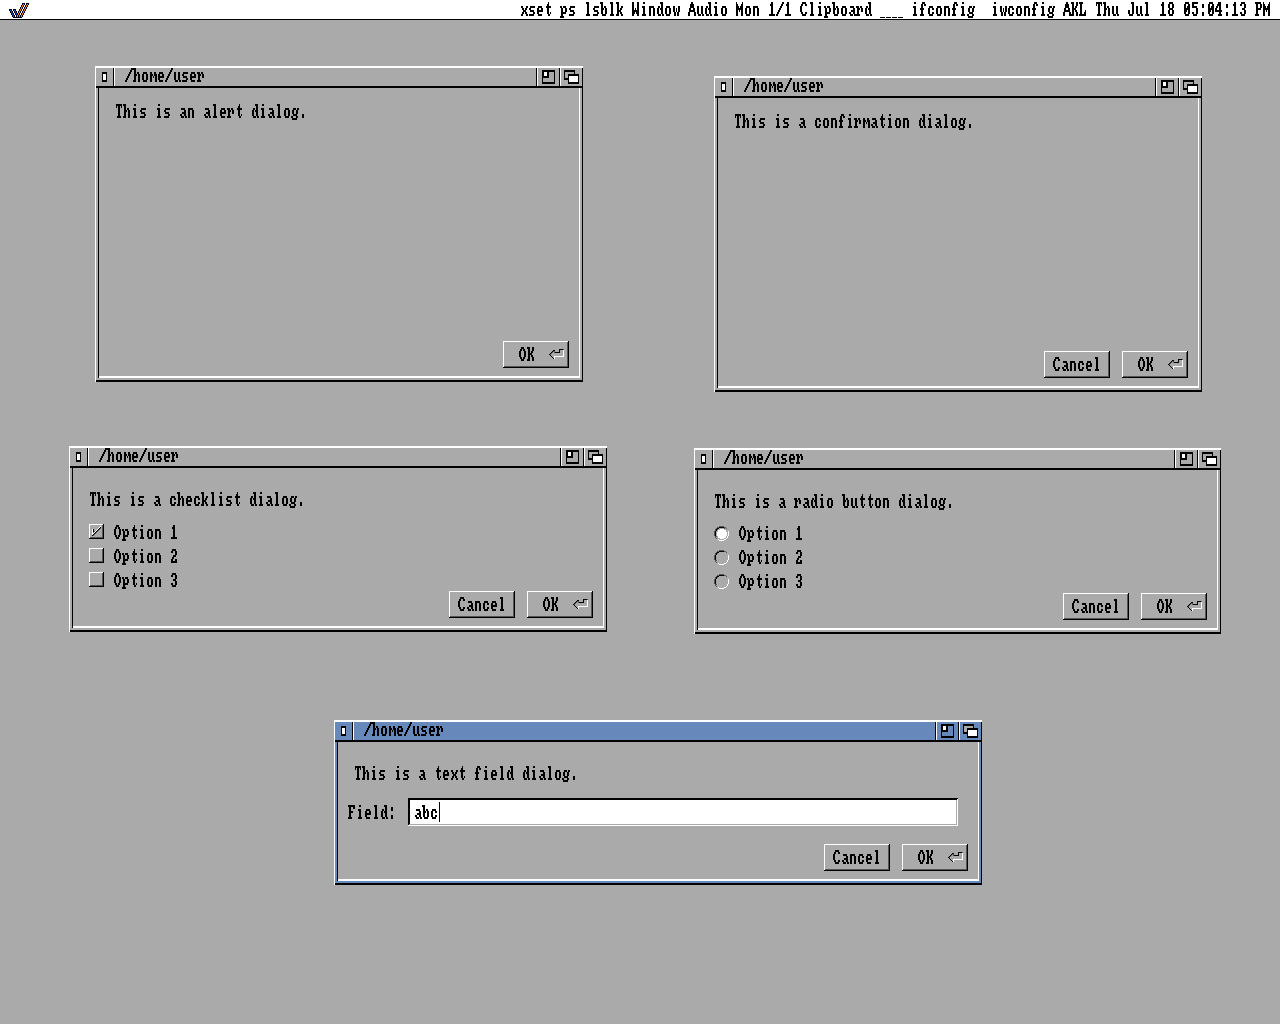 xset ps lsblk Window Audio Mon 1/1 Clipboard ____ ifconfig  iwconfig AKL Thu Jul 18 05:04:13 PM
/home/user
This is an alert dialog.
OK
/home/user
This is a confirmation dialog.
Cancel OK
/home/user
This is a checklist dialog.
Option 1
Option 2
Option 3
Cancel OK
/home/user
This is a radio button dialog.
Option 1
Option 2
Option 3
Cancel OK
/home/user
This is a text field dialog.
Field: abc
Cancel OK